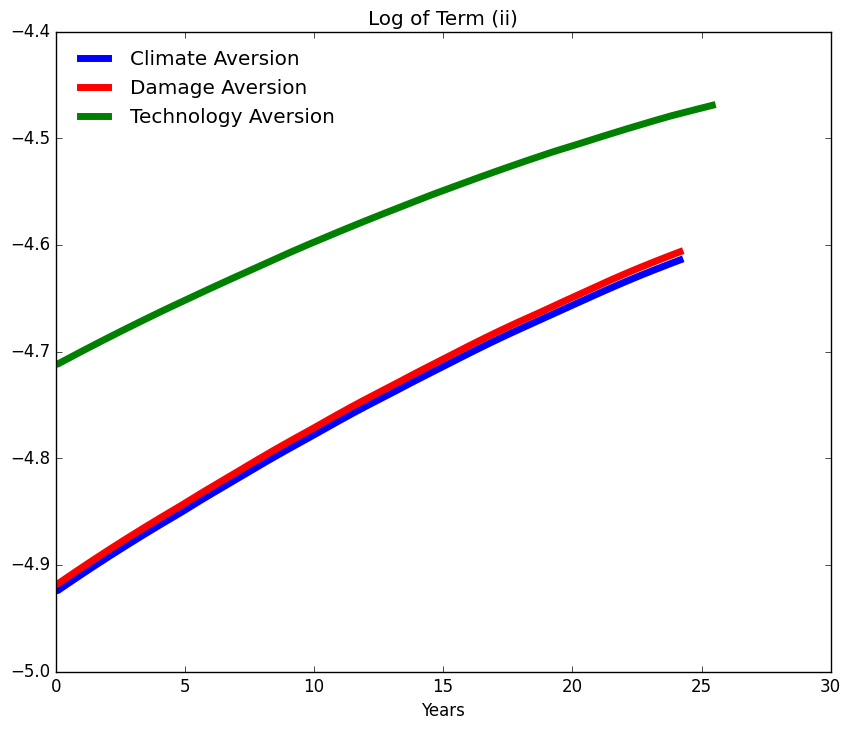 Log of Term (ii)
Climate Aversion
Damage Aversion
Technology Aversion
−4.4
−4.5
−4.6
−4.7
−4.8
−4.9
−5.0
0 5 10 15 20 25 30
Years